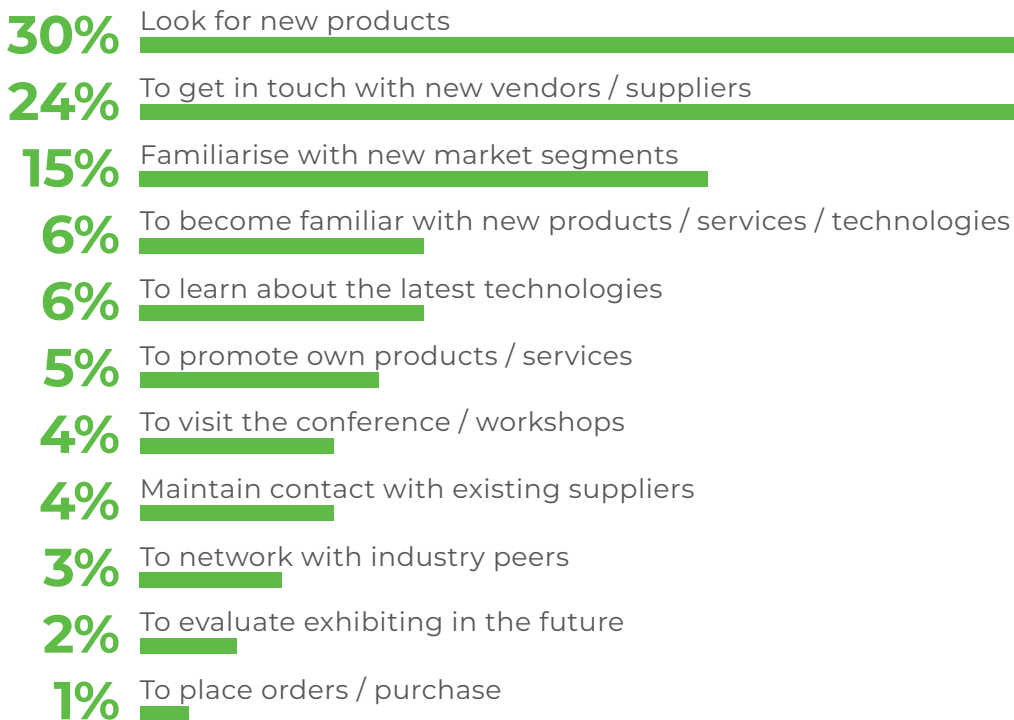 30% Look for new products
24% To get in touch with new vendors / suppliers
15% Familiarise with new market segments
6% To become familiar with new products / services / technologies
6% To learn about the latest technologies
5% To promote own products / services
4% To visit the conference / workshops
4% Maintain contact with existing suppliers
3% To network with industry peers
2% To evaluate exhibiting in the future
1% To place orders / purchase